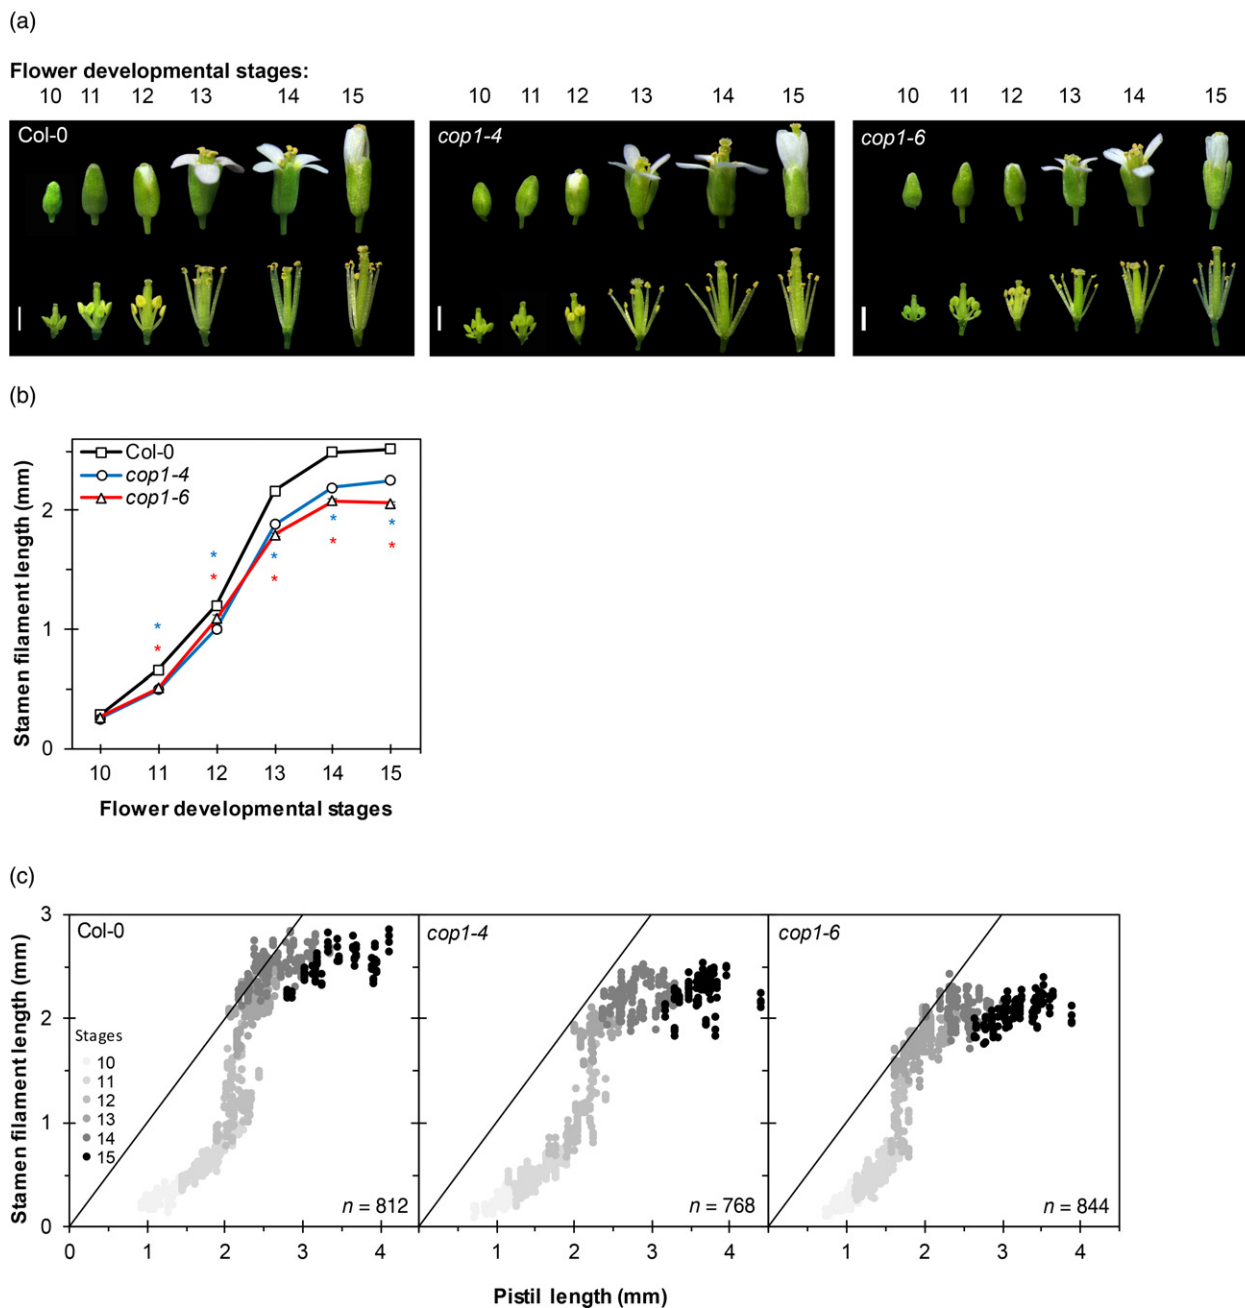 (a)
Flower developmental stages:
10 11 12 13 14 15 10 11 12 13 14 15 10 11 12 13 14 15
Col-0 cop1-4 cop1-6
(b)
Col-0
cop1-4
cop1-6
Stamen filament length (mm)
2
1
0
* *
* *
* *
* *
* *
10 11 12 13 14 15
Flower developmental stages
(c)
Stamen filament length (mm)
3
2
1
0
Col-0 cop1-4 cop1-6
Stages
10
11
12
13
14
15
n = 812 n = 768 n = 844
0 1 2 3 4 1 2 3 4 1 2 3 4
Pistil length (mm)